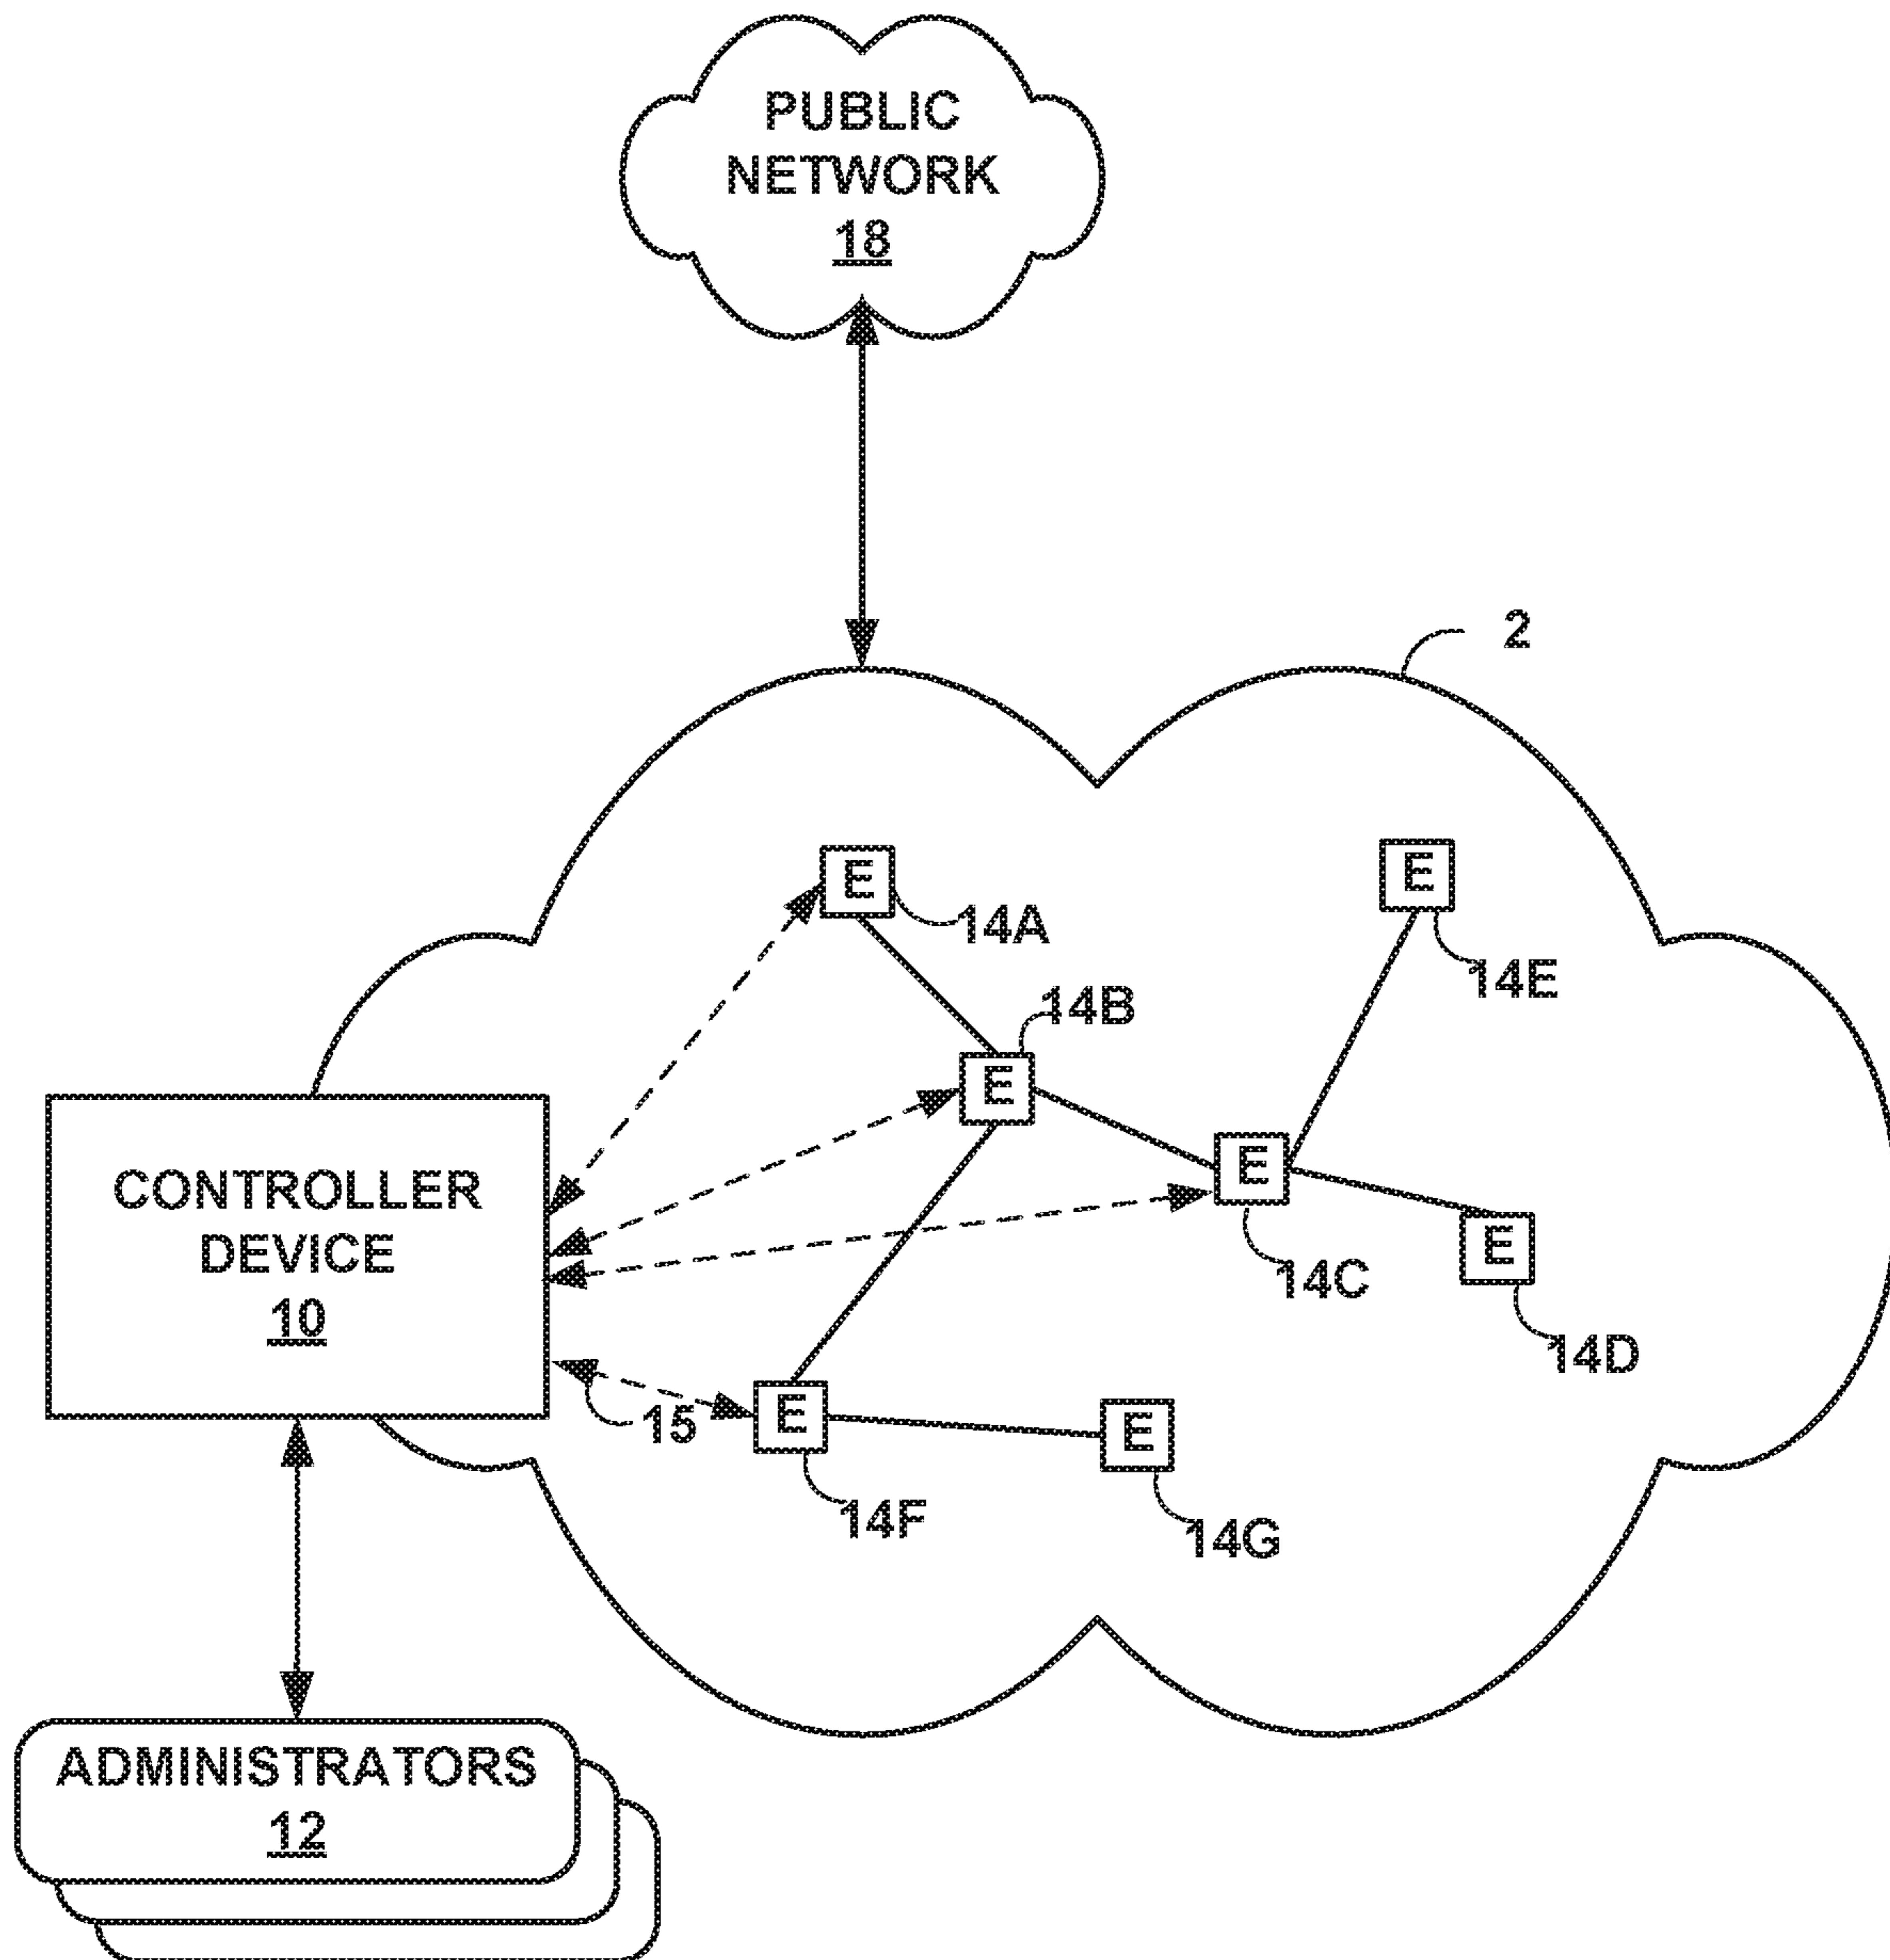 PUBLIC
NETWORK
18
2
E
14A
E
14E
14B
E
E
14C
E
14D
CONTROLLER
DEVICE
10
15
E
14F
E
14G
ADMINISTRATORS
12